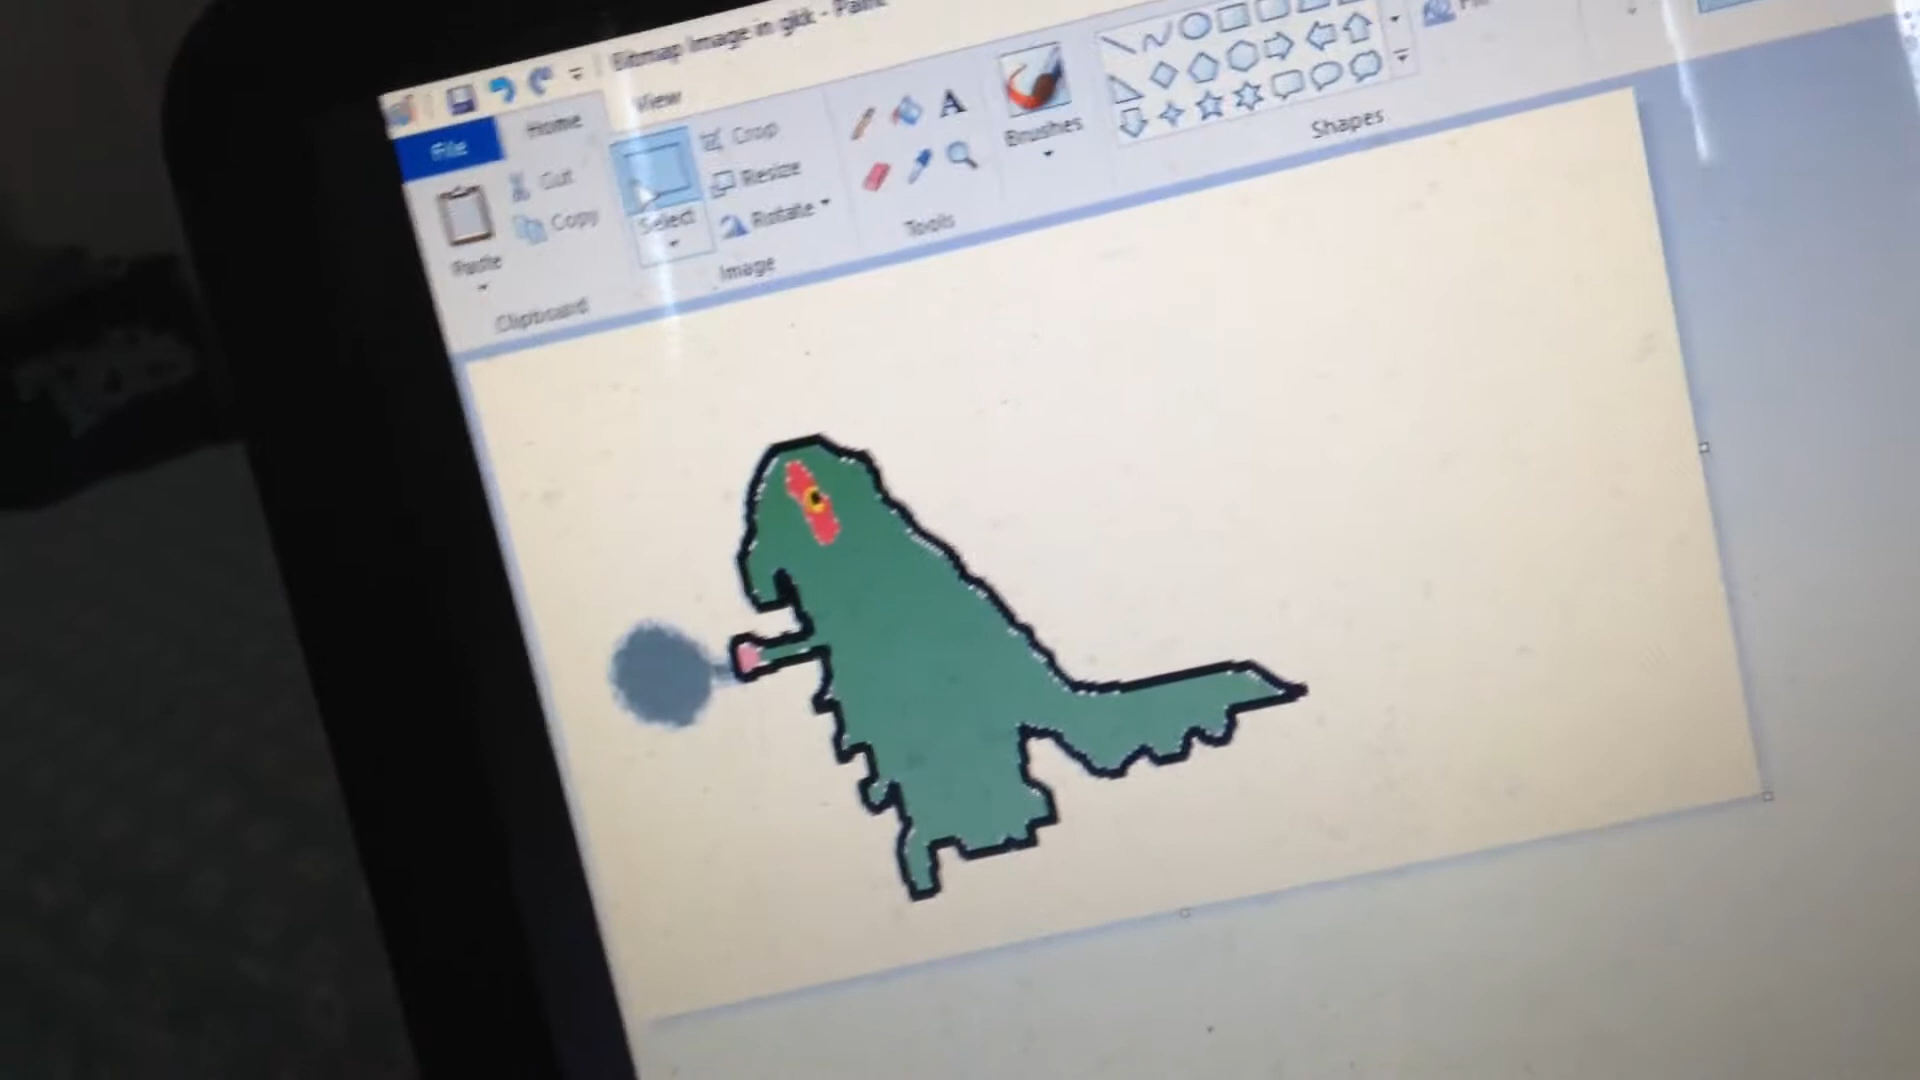 Bitmap Image in gkk - Paint
File
Home
View
Paste
Cut
Copy
Clipboard
Select
Crop
Resize
Rotate
Image
A
Tools
Brushes
Shapes